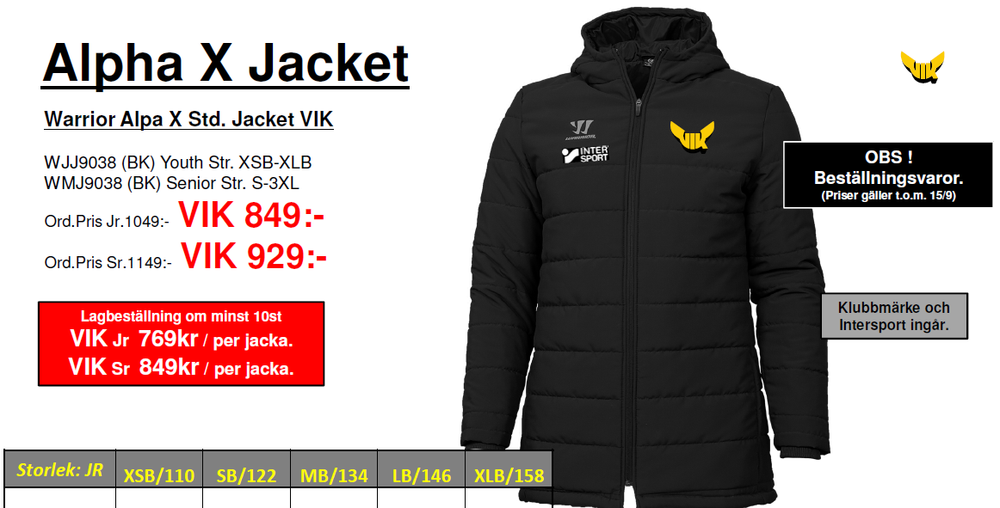 Alpha X Jacket
Warrior Alpa X Std. Jacket VIK
WJJ9038 (BK) Youth Str. XSB-XLB
WMJ9038 (BK) Senior Str. S-3XL
Ord.Pris Jr.1049:- VIK 849:-
Ord.Pris Sr.1149:- VIK 929:-
Lagbeställning om minst 10st
VIK Jr 769kr / per jacka.
VIK Sr 849kr / per jacka.
WARRIOR
INTER
SPORT
VIK
VIK
OBS !
Beställningsvaror.
(Priser gäller t.o.m. 15/9)
Klubbmärke och
Intersport ingår.
Storlek: JR XSB/110 SB/122 MB/134 LB/146 XLB/158